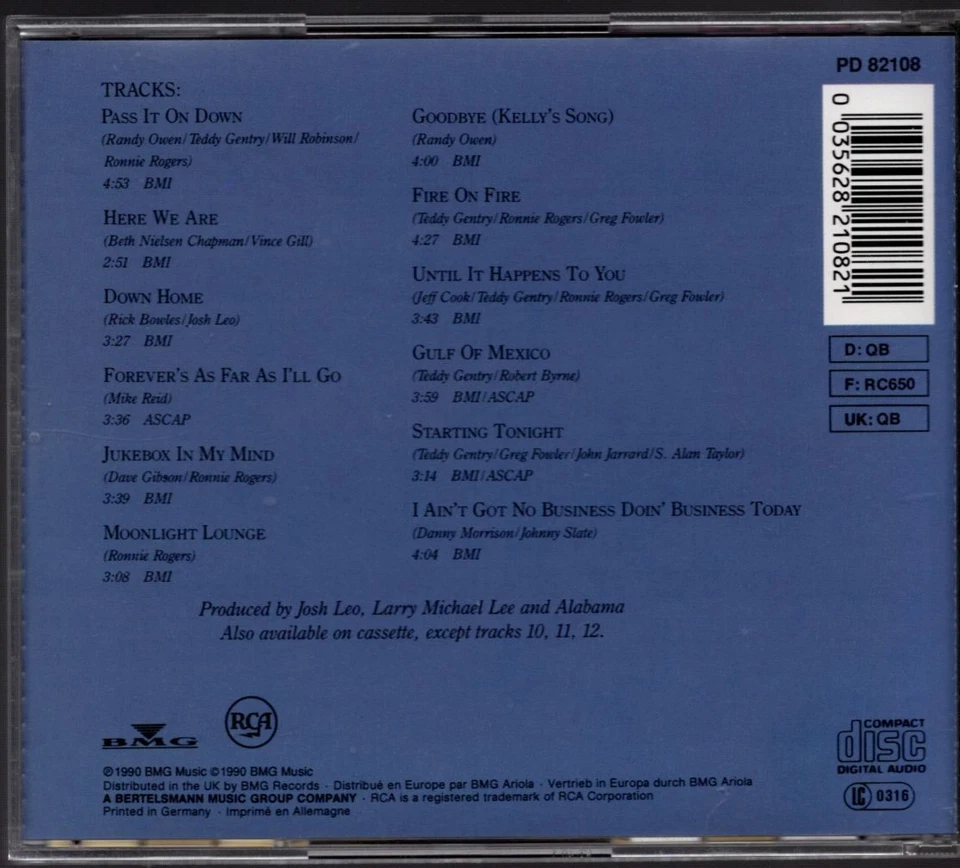 TRACKS:
PASS IT ON DOWN
(Randy Owen/Teddy Gentry/Will Robinson/
Ronnie Rogers)
4:53 BMI
HERE WE ARE
(Beth Nielsen Chapman/Vince Gill)
2:51 BMI
DOWN HOME
(Rick Bowles/Josh Leo)
3:27 BMI
FOREVER'S AS FAR AS I'LL GO
(Mike Reid)
3:36 ASCAP
JUKEBOX IN MY MIND
(Dave Gibson/Ronnie Rogers)
3:39 BMI
MOONLIGHT LOUNGE
(Ronnie Rogers)
3:08 BMI
GOODBYE (KELLY'S SONG)
(Randy Owen)
4:00 BMI
FIRE ON FIRE
(Teddy Gentry/Ronnie Rogers/Greg Fowler)
4:27 BMI
UNTIL IT HAPPENS TO YOU
(Jeff Cook/Teddy Gentry/Ronnie Rogers/Greg Fowler)
3:43 BMI
GULF OF MEXICO
(Teddy Gentry/Robert Byrne)
3:59 BMI/ASCAP
STARTING TONIGHT
(Teddy Gentry/Greg Fowler/John Jarrard/S. Alan Taylor)
3:14 BMI/ASCAP
I AIN'T GOT NO BUSINESS DOIN' BUSINESS TODAY
(Danny Morrison/Johnny Slate)
4:04 BMI
PD 82108
0 035628 210821
D: QB
F: RC650
UK: QB
Produced by Josh Leo, Larry Michael Lee and Alabama
Also available on cassette, except tracks 10, 11, 12.
BMG
RCA
℗1990 BMG Music ©1990 BMG Music
Distributed in the UK by BMG Records · Distribué en Europe par BMG Ariola · Vertrieb in Europa durch BMG Ariola
A BERTELSMANN MUSIC GROUP COMPANY · RCA is a registered trademark of RCA Corporation
Printed in Germany · Imprimé en Allemagne
COMPACT
disc
DIGITAL AUDIO
LC 0316